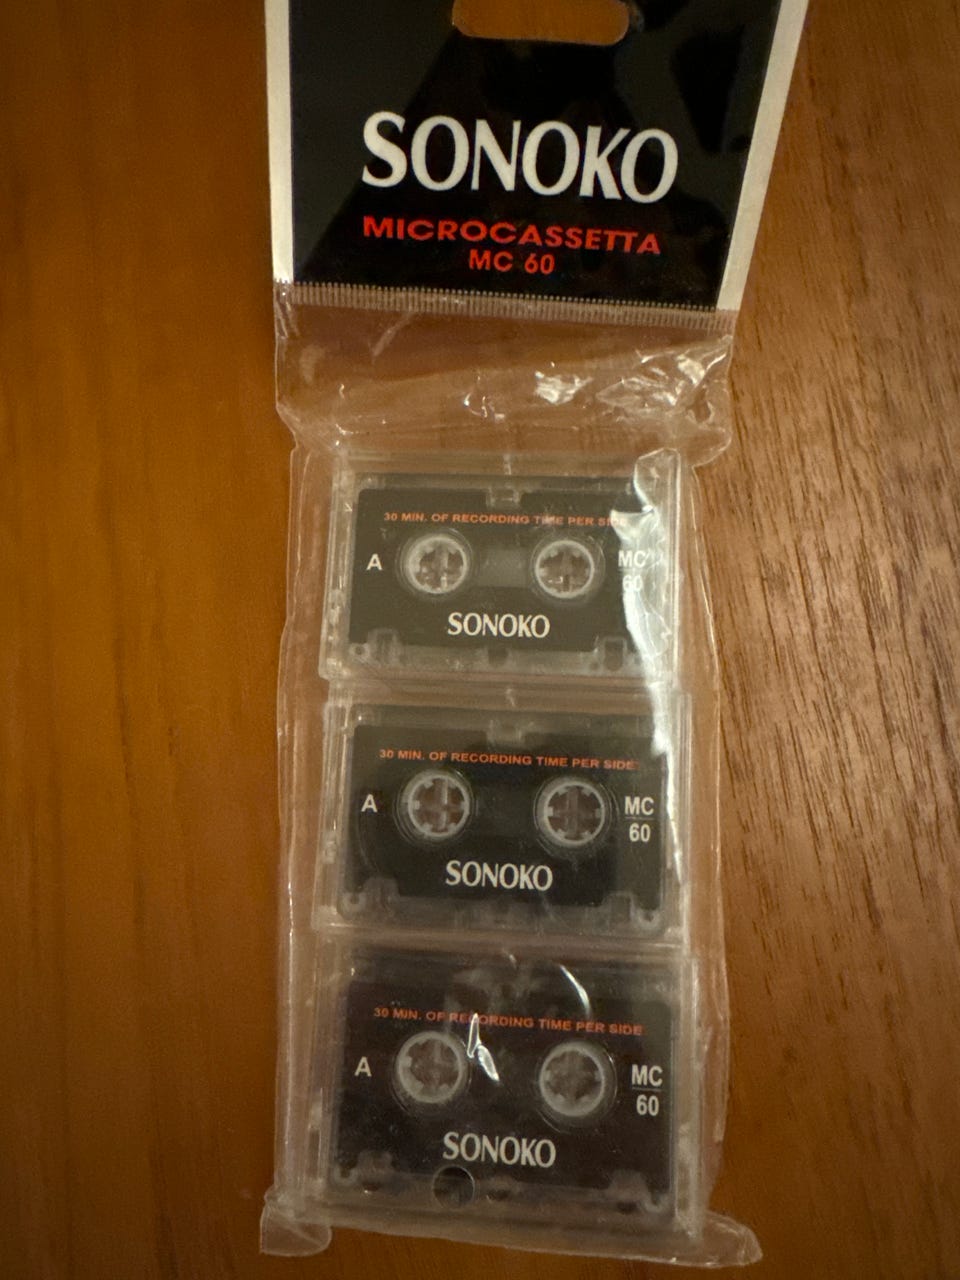 SONOKO
MICROCASSETTA
MC 60
30 MIN. OF RECORDING TIME PER SIDE
A
MC
60
SONOKO
30 MIN. OF RECORDING TIME PER SIDE
A
MC
60
SONOKO
30 MIN. OF RECORDING TIME PER SIDE
A
MC
60
SONOKO